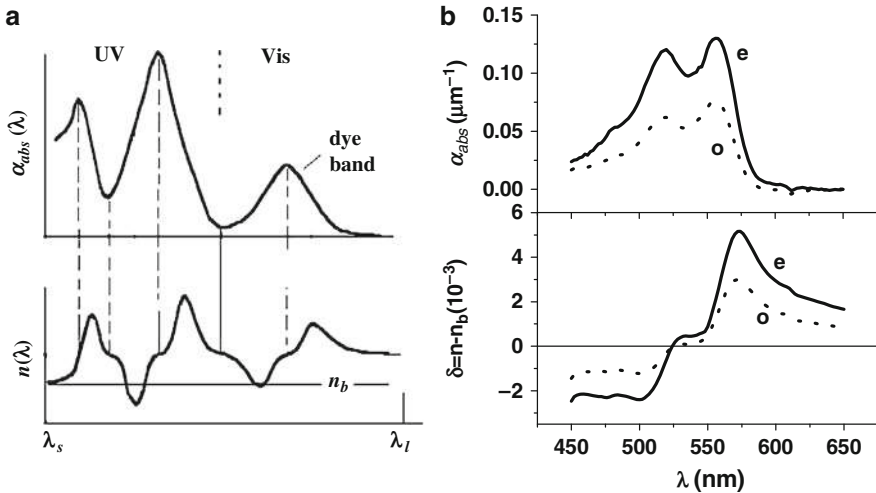 a
UV
Vis
α_abs (λ)
dye
band
n(λ)
n_b
λ_s
λ_l
b
α_abs (μm⁻¹)
0.15
0.10
0.05
0.00
e
o
δ=n-n_b(10⁻³)
6
4
2
0
−2
e
o
450
500
550
600
650
λ (nm)